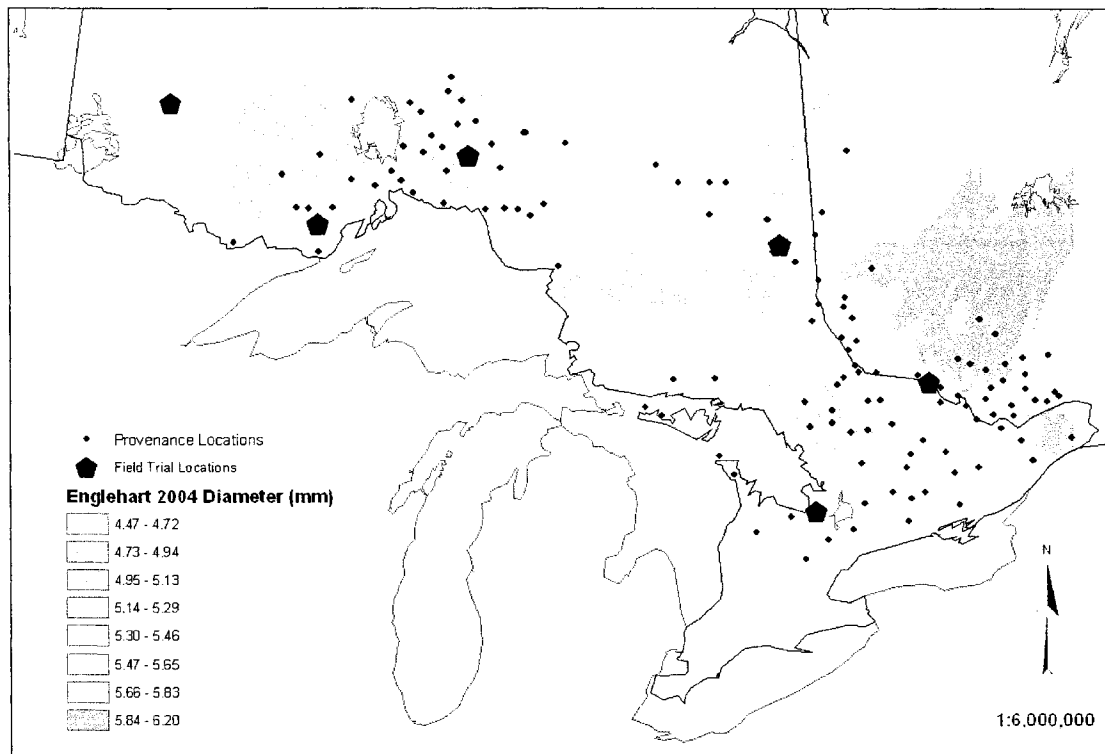 Provenance Locations
Field Trial Locations
Englehart 2004 Diameter (mm)
4.47 - 4.72
4.73 - 4.94
4.95 - 5.13
5.14 - 5.29
5.30 - 5.46
5.47 - 5.65
5.66 - 5.83
5.84 - 6.20
N
1:6,000,000